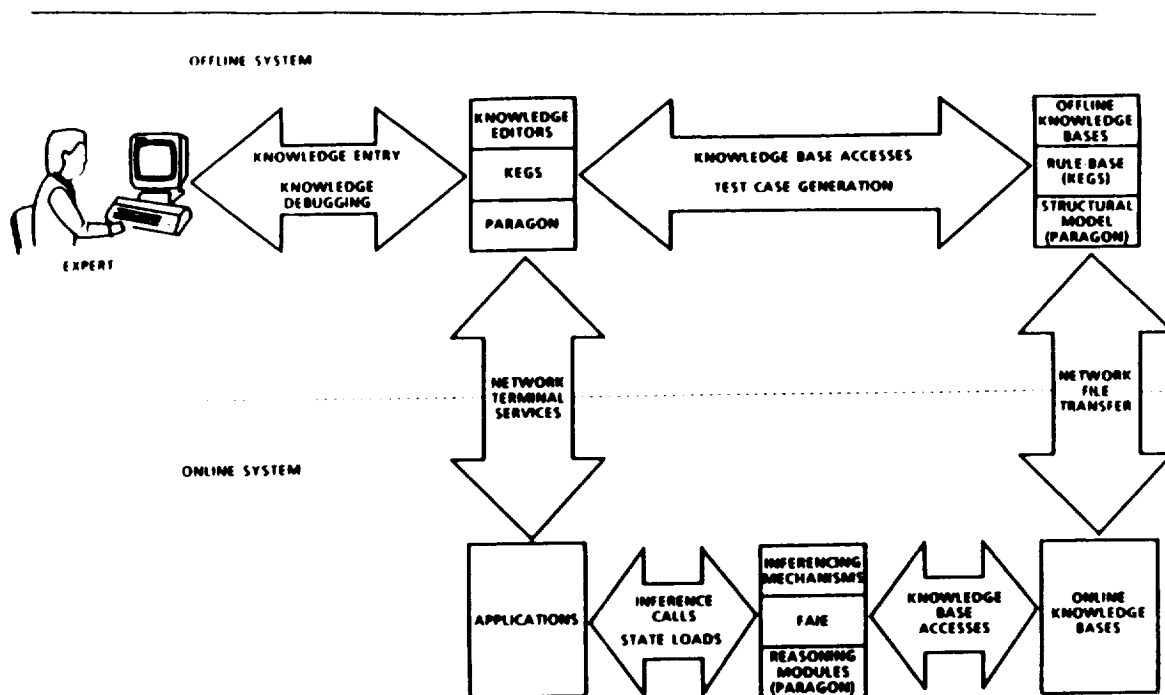 OFFLINE SYSTEM
EXPERT
KNOWLEDGE ENTRY
KNOWLEDGE
DEBUGGING
KNOWLEDGE
EDITORS
KEGS
PARAGON
KNOWLEDGE BASE ACCESSES
TEST CASE GENERATION
OFFLINE
KNOWLEDGE
BASES
RULE-BASE
(KEGS)
STRUCTURAL
MODEL
(PARAGON)
NETWORK
TERMINAL
SERVICES
NETWORK
FILE
TRANSFER
ONLINE SYSTEM
APPLICATIONS
INFERENCE
CALLS
STATE LOADS
INFERENCING
MECHANISMS
FAIE
REASONING
MODULES
(PARAGON)
KNOWLEDGE
BASE
ACCESSES
ONLINE
KNOWLEDGE
BASES